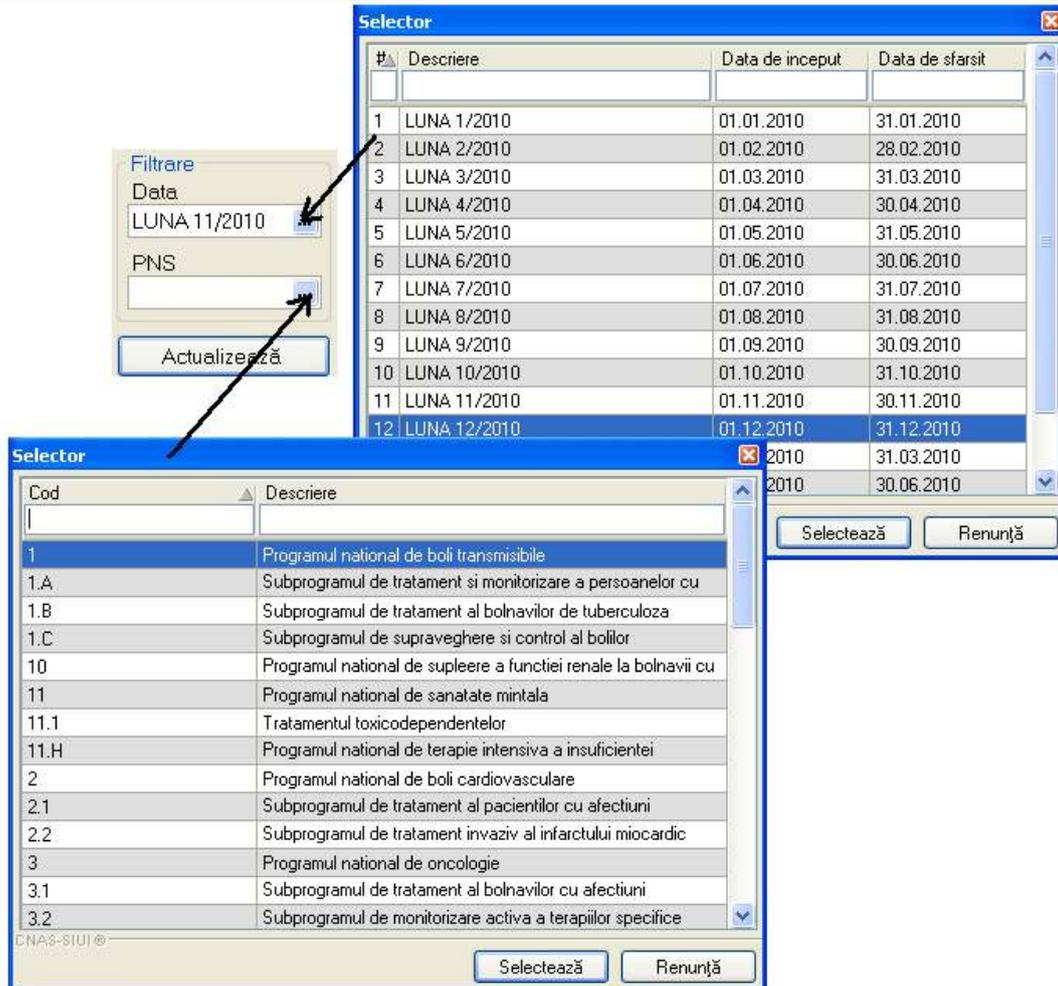 Selector
# Descriere Data de inceput Data de sfarsit
1 LUNA 1/2010 01.01.2010 31.01.2010
2 LUNA 2/2010 01.02.2010 28.02.2010
3 LUNA 3/2010 01.03.2010 31.03.2010
4 LUNA 4/2010 01.04.2010 30.04.2010
5 LUNA 5/2010 01.05.2010 31.05.2010
6 LUNA 6/2010 01.06.2010 30.06.2010
7 LUNA 7/2010 01.07.2010 31.07.2010
8 LUNA 8/2010 01.08.2010 31.08.2010
9 LUNA 9/2010 01.09.2010 30.09.2010
10 LUNA 10/2010 01.10.2010 31.10.2010
11 LUNA 11/2010 01.11.2010 30.11.2010
12 LUNA 12/2010 01.12.2010 31.12.2010
2010 31.03.2010
2010 30.06.2010
Selectează Renunţă
Filtrare
Data
LUNA 11/2010 ...
PNS
...
Actualizează
Selector
Cod Descriere
1 Programul national de boli transmisibile
1.A Subprogramul de tratament si monitorizare a persoanelor cu
1.B Subprogramul de tratament al bolnavilor de tuberculoza
1.C Subprogramul de supraveghere si control al bolilor
10 Programul national de supleere a functiei renale la bolnavii cu
11 Programul national de sanatate mintala
11.1 Tratamentul toxicodependentelor
11.H Programul national de terapie intensiva a insuficientei
2 Programul national de boli cardiovasculare
2.1 Subprogramul de tratament al pacientilor cu afectiuni
2.2 Subprogramul de tratament invaziv al infarctului miocardic
3 Programul national de oncologie
3.1 Subprogramul de tratament al bolnavilor cu afectiuni
3.2 Subprogramul de monitorizare activa a terapiilor specifice
CNAS-SIUI ®
Selectează Renunţă